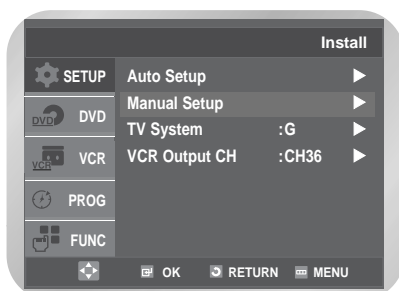 Install
SETUP
Auto Setup
Manual Setup
DVD DVD
TV System :G
VCR VCR
VCR Output CH :CH36
PROG
FUNC
OK RETURN MENU